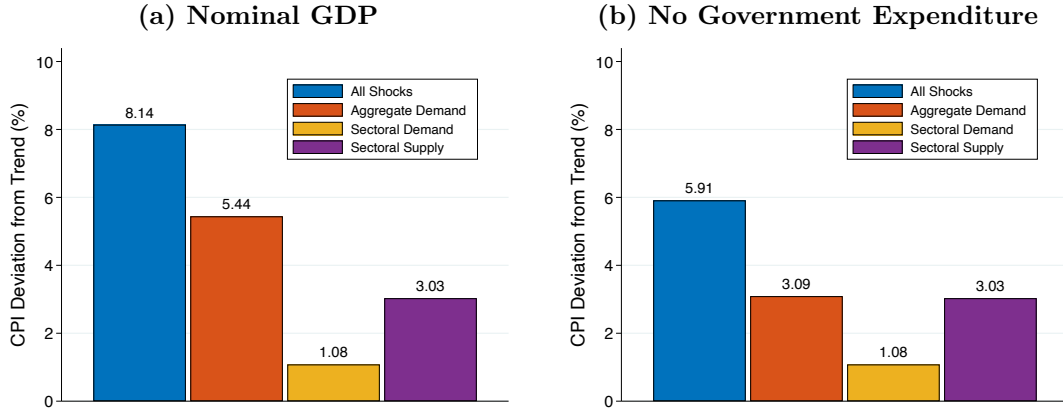 (a) Nominal GDP
CPI Deviation from Trend (%)
10
8
6
4
2
0
8.14
5.44
1.08
3.03
All Shocks
Aggregate Demand
Sectoral Demand
Sectoral Supply
(b) No Government Expenditure
CPI Deviation from Trend (%)
10
8
6
4
2
0
5.91
3.09
1.08
3.03
All Shocks
Aggregate Demand
Sectoral Demand
Sectoral Supply